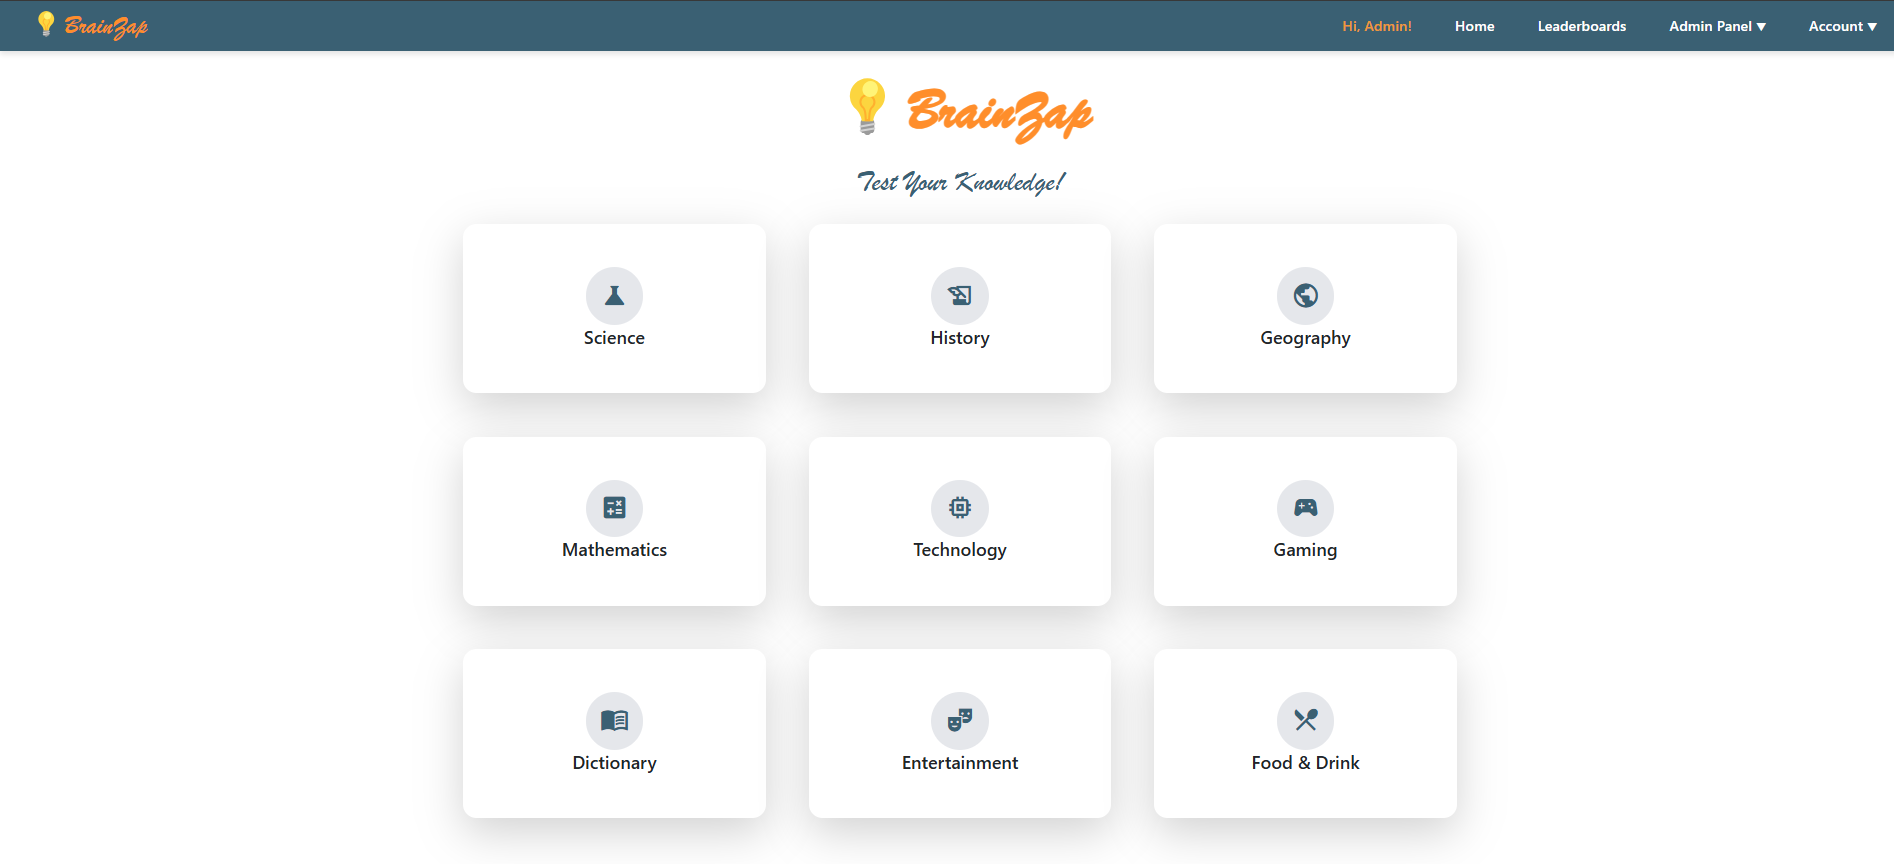 BrainZap
Hi, Admin! Home Leaderboards Admin Panel ▼ Account ▼
BrainZap
Test Your Knowledge!
Science History Geography
Mathematics Technology Gaming
Dictionary Entertainment Food & Drink